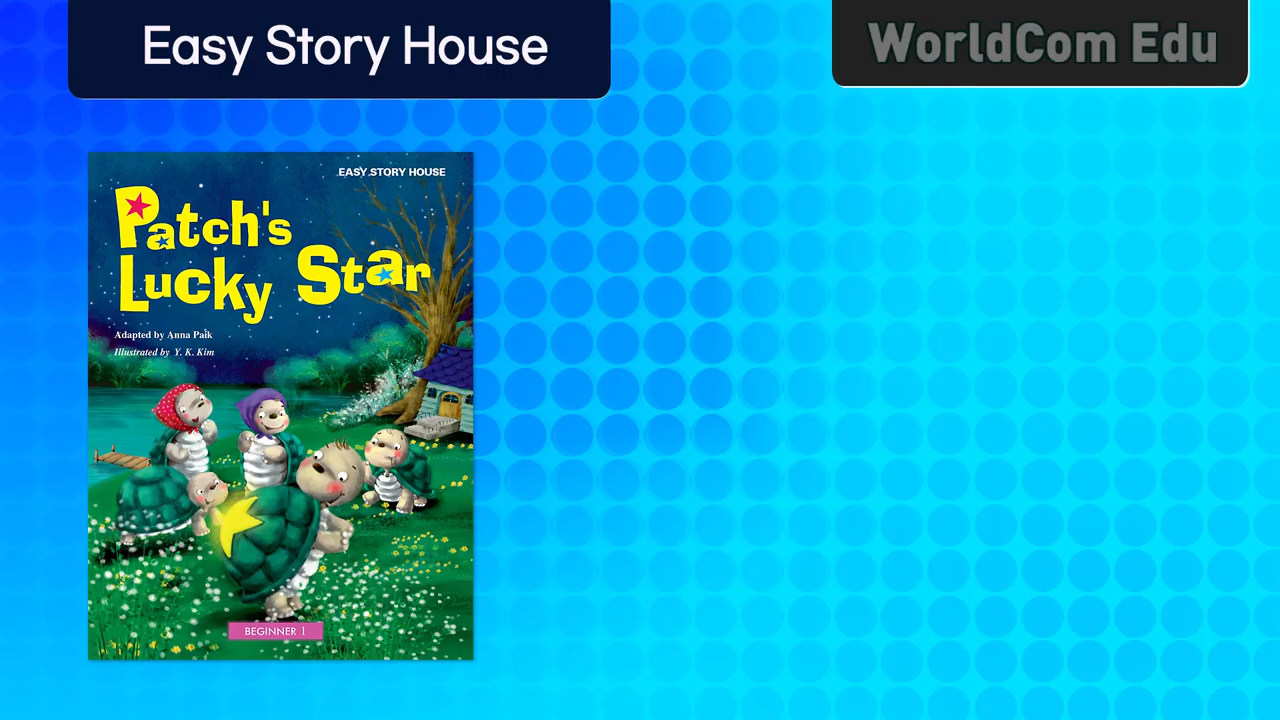 Easy Story House
WorldCom Edu
EASY STORY HOUSE
Patch's
Lucky Star
Adapted by Anna Paik
Illustrated by Y. K. Kim
BEGINNER 1